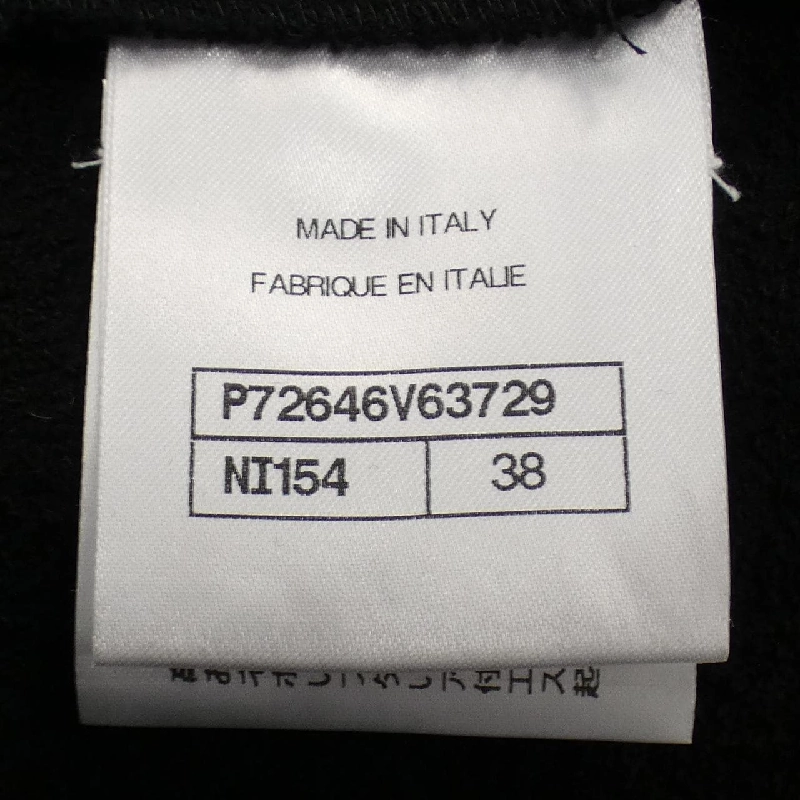 MADE IN ITALY
FABRIQUE EN ITALIE
P72646V63729
NI154 38